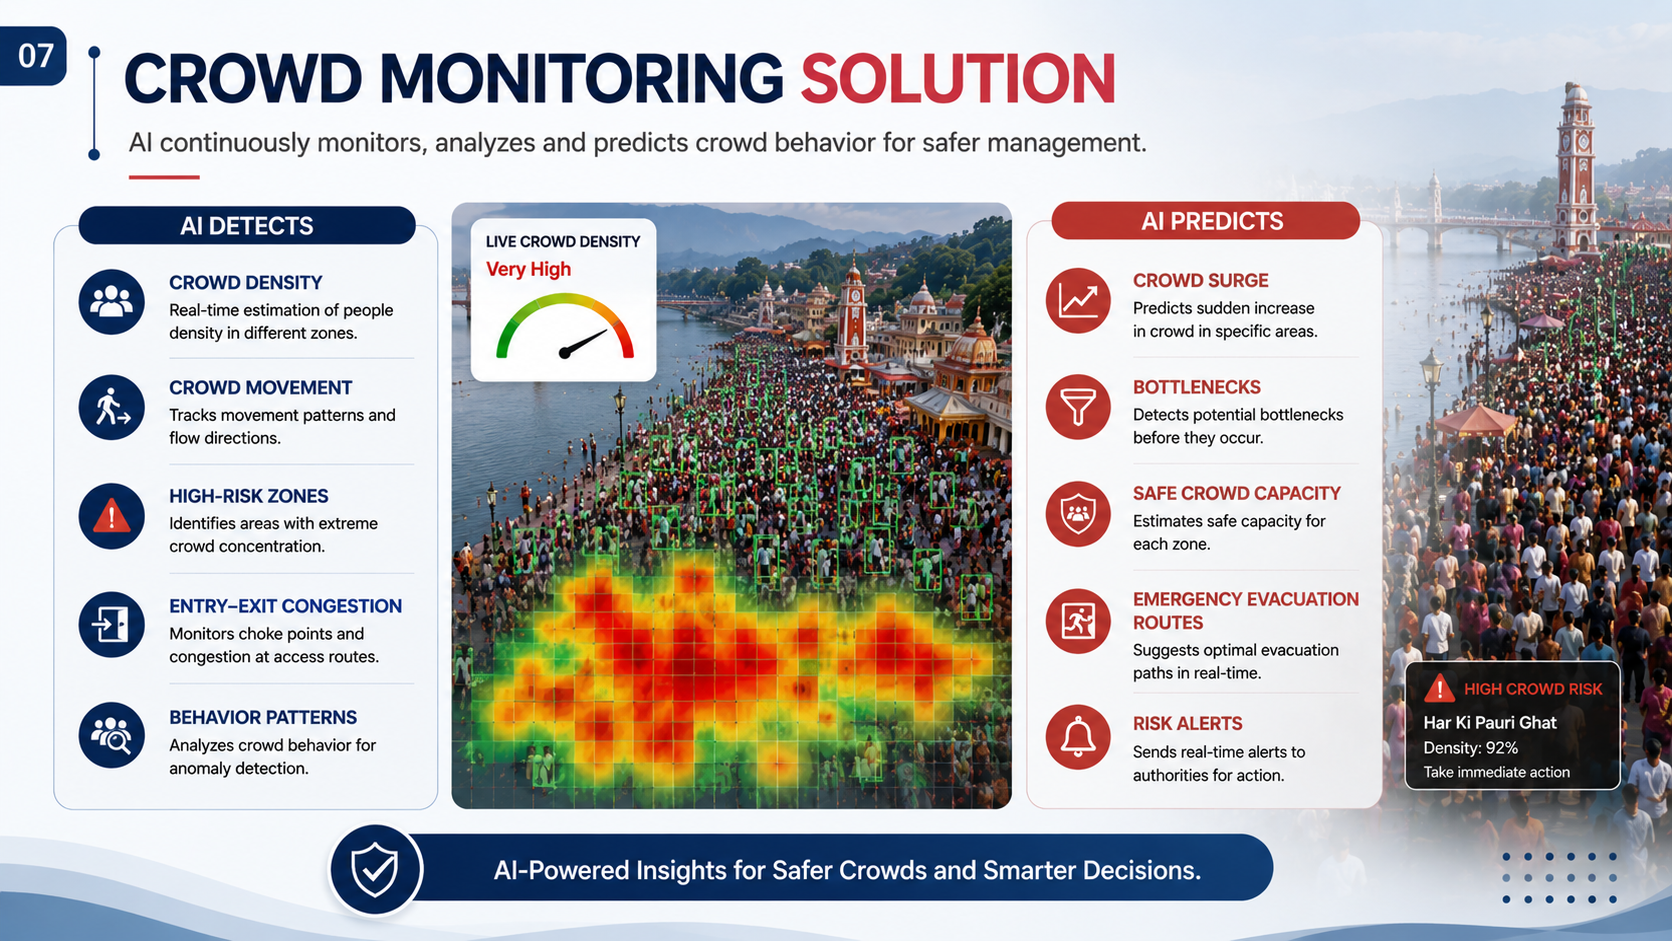 07
CROWD MONITORING SOLUTION
AI continuously monitors, analyzes and predicts crowd behavior for safer management.
AI DETECTS
CROWD DENSITY
Real-time estimation of people
density in different zones.
CROWD MOVEMENT
Tracks movement patterns and
flow directions.
HIGH-RISK ZONES
Identifies areas with extreme
crowd concentration.
ENTRY–EXIT CONGESTION
Monitors choke points and
congestion at access routes.
BEHAVIOR PATTERNS
Analyzes crowd behavior for
anomaly detection.
LIVE CROWD DENSITY
Very High
AI PREDICTS
CROWD SURGE
Predicts sudden increase
in crowd in specific areas.
BOTTLENECKS
Detects potential bottlenecks
before they occur.
SAFE CROWD CAPACITY
Estimates safe capacity for
each zone.
EMERGENCY EVACUATION
ROUTES
Suggests optimal evacuation
paths in real-time.
RISK ALERTS
Sends real-time alerts to
authorities for action.
HIGH CROWD RISK
Har Ki Pauri Ghat
Density: 92%
Take immediate action
AI-Powered Insights for Safer Crowds and Smarter Decisions.